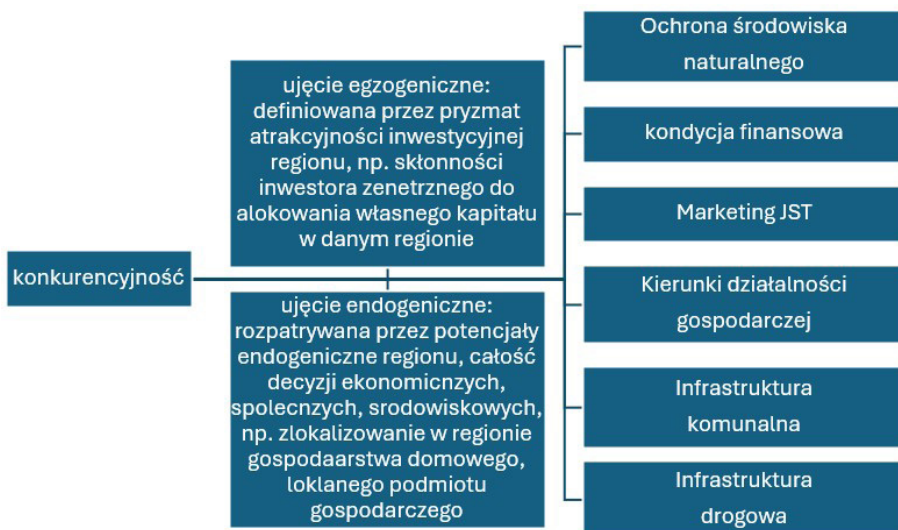 konkurencyjność
ujęcie egzogeniczne:
definiowana przez pryzmat
atrakcyjności inwestycyjnej
regionu, np. skłonności
inwestora zenetrznego do
alokowania własnego kapitału
w danym regionie
ujęcie endogeniczne:
rozpatrywana przez potencjały
endogeniczne regionu, całość
decyzji ekonomicnzych,
spolecnzych, srodowiskowych,
np. zlokalizowanie w regionie
gospodaarstwa domowego,
loklanego podmiotu
gospodarczego
Ochrona środowiska
naturalnego
kondycja finansowa
Marketing JST
Kierunki działalności
gospodarczej
Infrastruktura
komunalna
Infrastruktura
drogowa